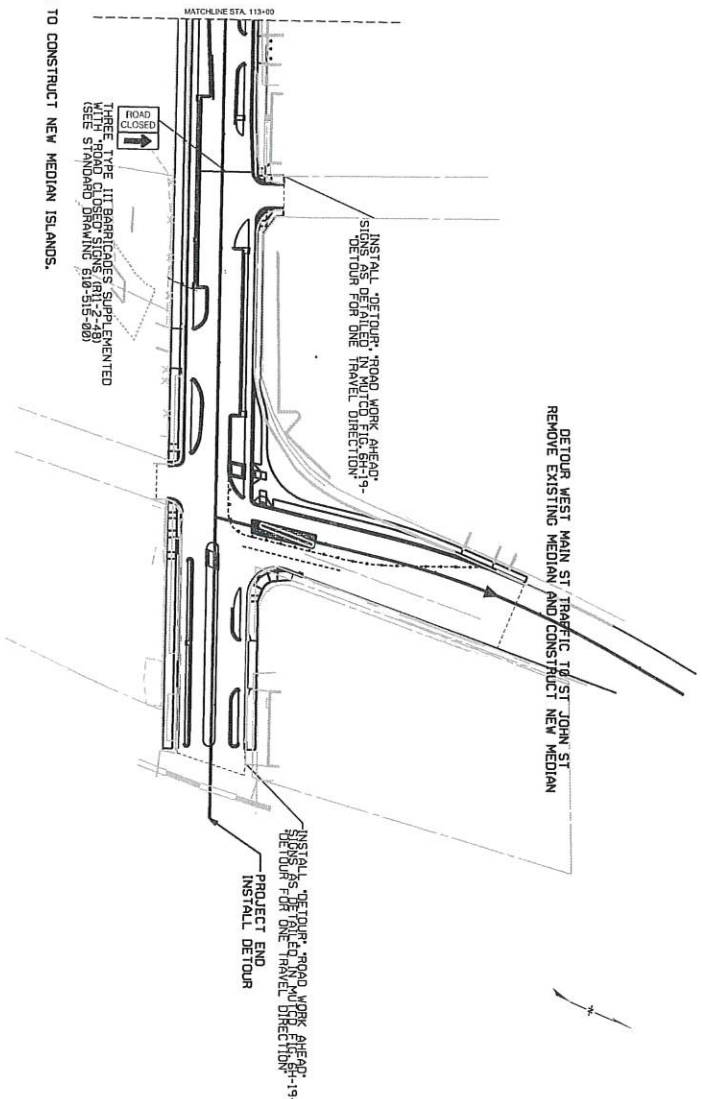 MATCHLINE STA. 113+00
TO CONSTRUCT NEW MEDIAN ISLANDS.
ROAD
CLOSED
THREE TYPE III BARRICADES SUPPLEMENTED
WITH "ROAD CLOSED" SIGNS (R11-2-48)
(SEE STANDARD DRAWING 610-515-00)
INSTALL "DETOUR", "ROAD WORK AHEAD"
SIGNS AS DETAILED IN MUTCD FIG. 6H-19-
"DETOUR FOR ONE TRAVEL DIRECTION"
DETOUR WEST MAIN ST TRAFFIC TO ST JOHN ST
REMOVE EXISTING MEDIAN AND CONSTRUCT NEW MEDIAN
INSTALL "DETOUR", "ROAD WORK AHEAD"
SIGNS AS DETAILED IN MUTCD FIG. 6H-19-
"DETOUR FOR ONE TRAVEL DIRECTION"
PROJECT END
INSTALL DETOUR
N